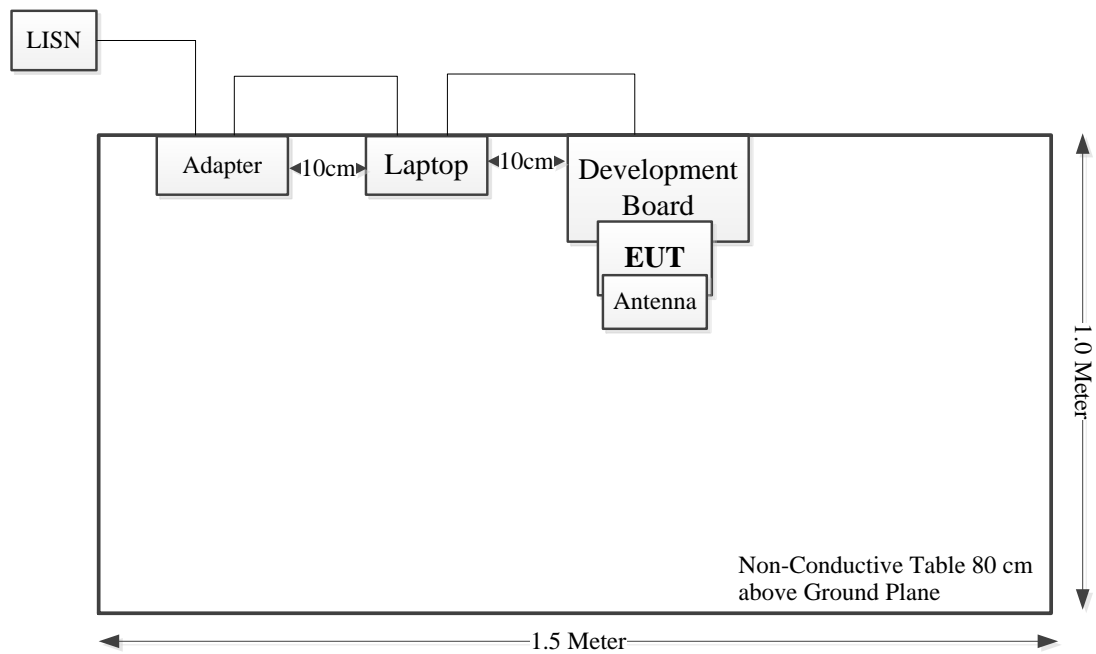 LISN
Adapter
10cm
Laptop
10cm
Development
Board
EUT
Antenna
1.0 Meter
Non-Conductive Table 80 cm
above Ground Plane
1.5 Meter